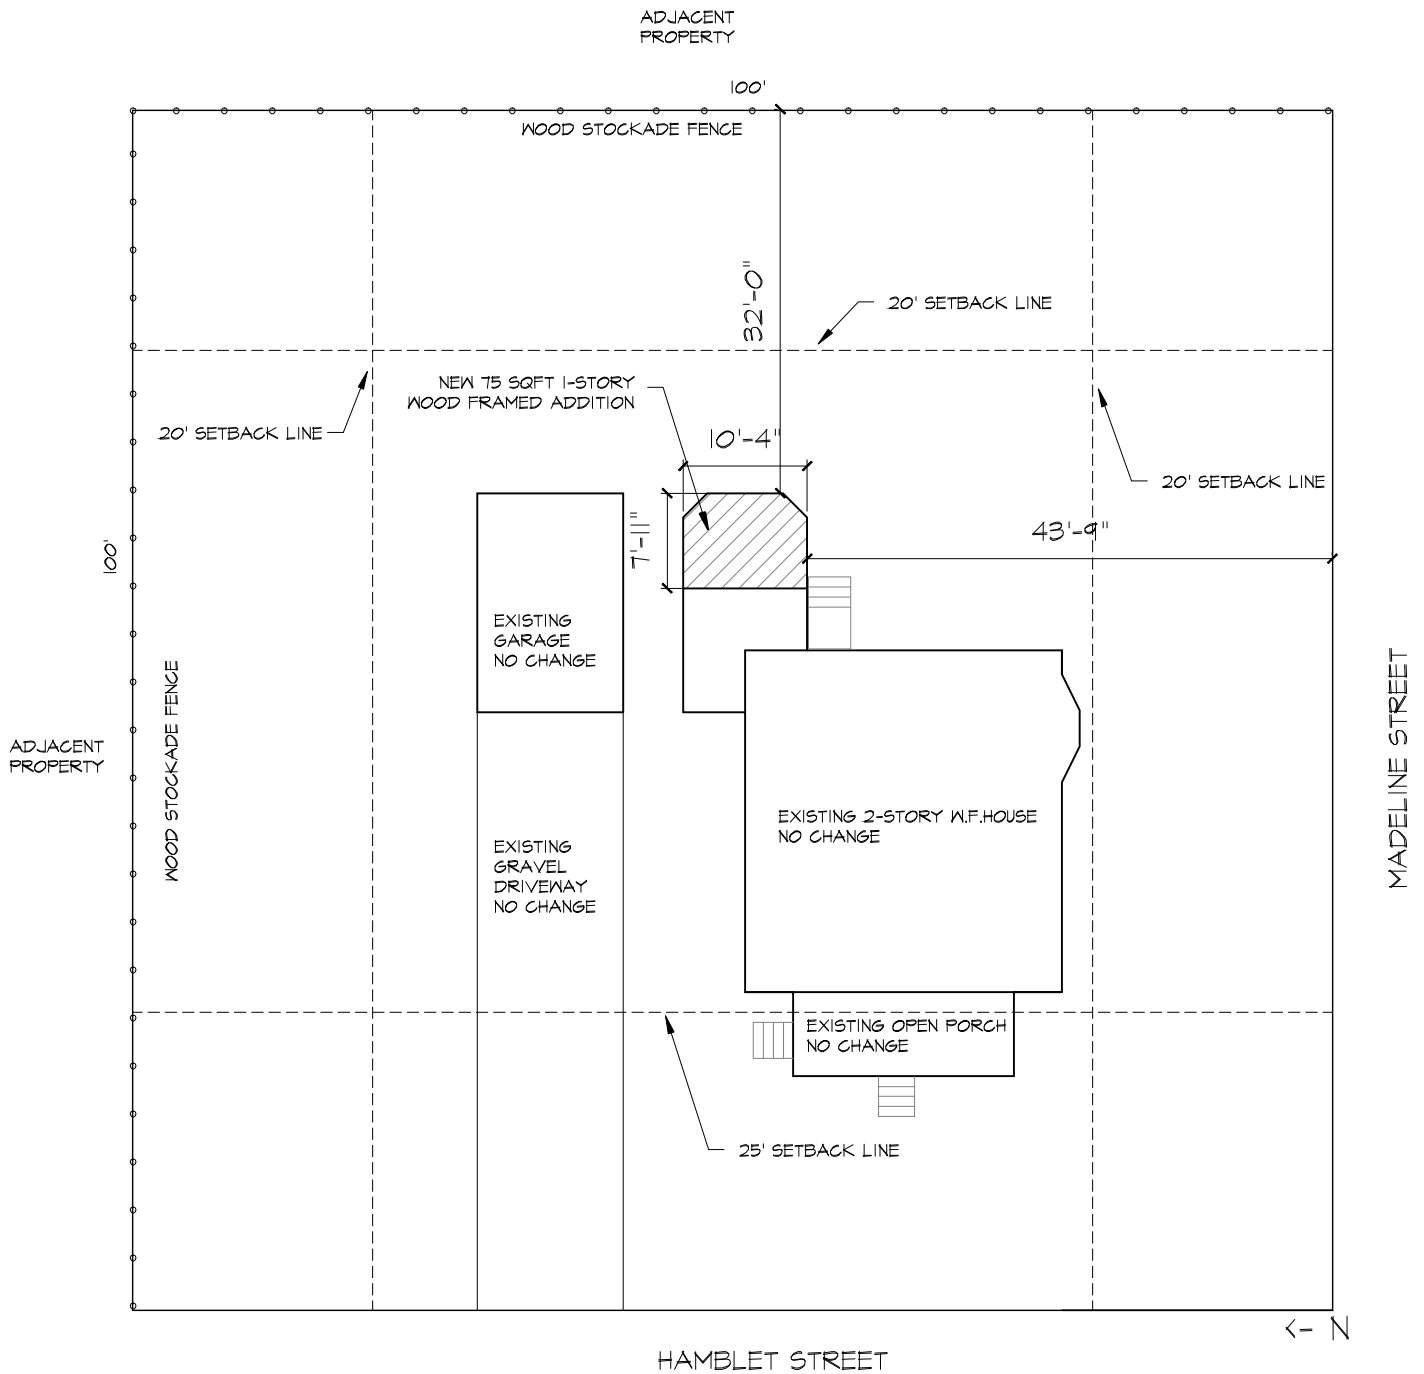 ADJACENT
PROPERTY
100'
WOOD STOCKADE FENCE
32'-0"
20' SETBACK LINE
NEW 75 SQFT 1-STORY
WOOD FRAMED ADDITION
20' SETBACK LINE
10'-4"
20' SETBACK LINE
7'-11"
43'-9"
100'
EXISTING
GARAGE
NO CHANGE
WOOD STOCKADE FENCE
ADJACENT
PROPERTY
MADELINE STREET
EXISTING 2-STORY W.F.HOUSE
NO CHANGE
EXISTING
GRAVEL
DRIVEWAY
NO CHANGE
EXISTING OPEN PORCH
NO CHANGE
25' SETBACK LINE
<- N
HAMBLET STREET